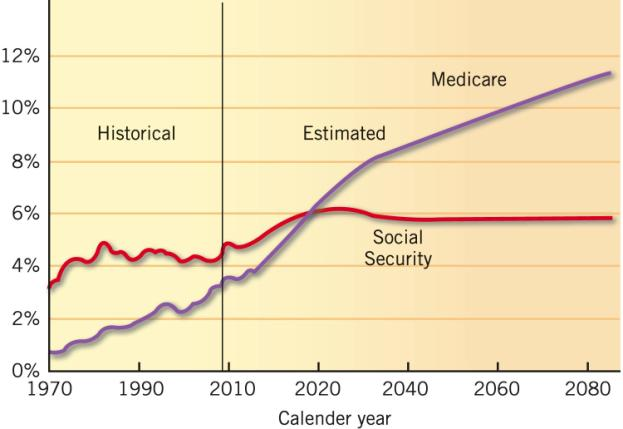 12%
Medicare
10%
Historical
Estimated
8%
6%
Social
Security
4%
2%
0%
1970 1990 2010 2020 2040 2060 2080
Calender year